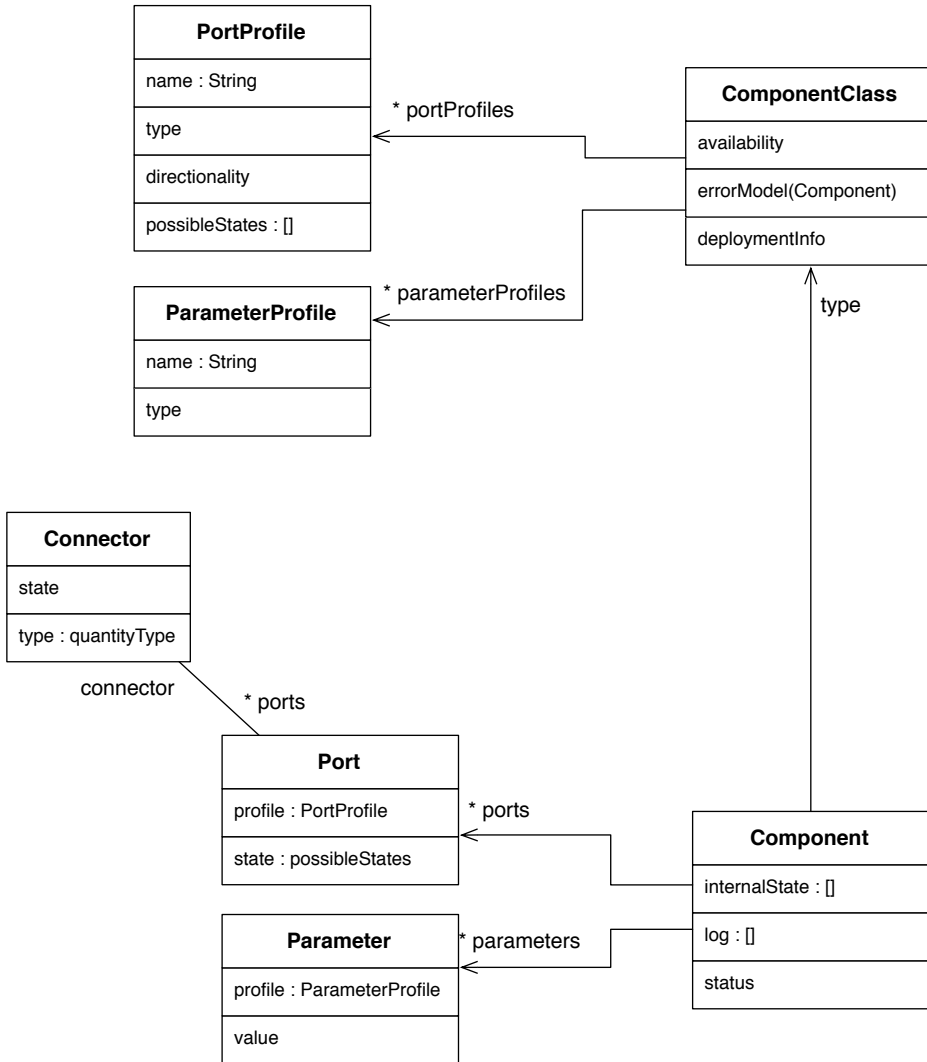 PortProfile
name : String
type
directionality
possibleStates : []
* portProfiles
ComponentClass
availability
errorModel(Component)
deploymentInfo
* parameterProfiles
ParameterProfile
name : String
type
type
Connector
state
type : quantityType
connector
* ports
Port
profile : PortProfile
state : possibleStates
* ports
Component
internalState : []
log : []
status
* parameters
Parameter
profile : ParameterProfile
value